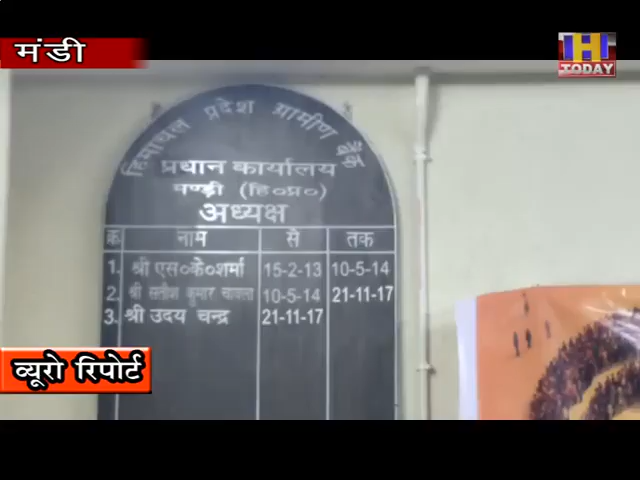 मंडी
H
TODAY
हिमाचल प्रदेश ग्रामीण बैंक
प्रधान कार्यालय
मण्डी (हि०प्र०)
अध्यक्ष
क्र. नाम से तक
1. श्री एस०के०शर्मा 15-2-13 10-5-14
2. श्री सतीश कुमार चावला 10-5-14 21-11-17
3. श्री उदय चन्द्र 21-11-17
ब्यूरो रिपोर्ट